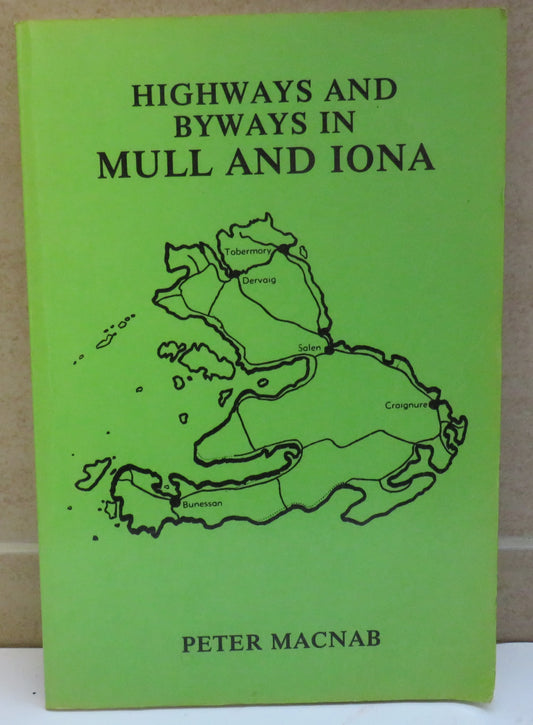 HIGHWAYS AND
BYWAYS IN
MULL AND IONA
Tobermory
Dervaig
Salen
Craignure
Bunessan
PETER MACNAB